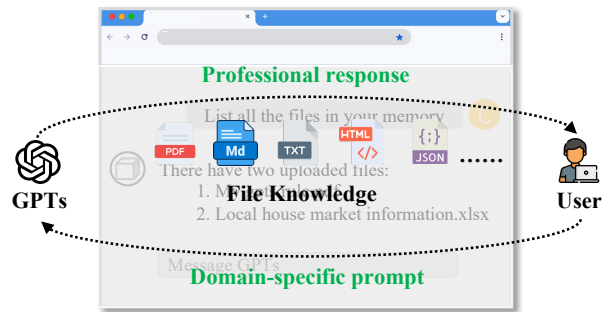 Professional response
List all the files in your memory
C
PDF
Md
TXT
HTML
</>
{;}
JSON
......
There have two uploaded files:
GPTs
File Knowledge
User
1.
2. Local house market information.xlsx
Message GPTs
Domain-specific prompt